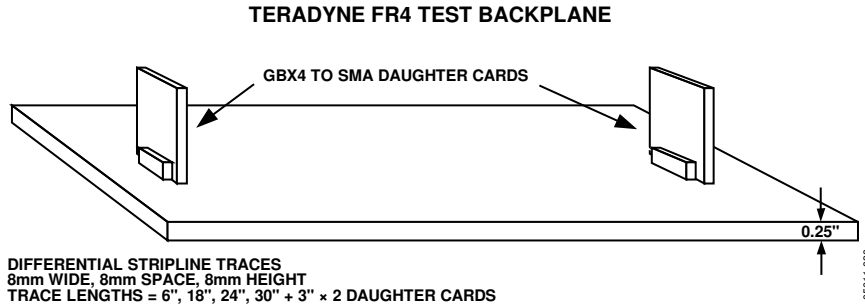 TERADYNE FR4 TEST BACKPLANE
GBX4 TO SMA DAUGHTER CARDS
0.25"
DIFFERENTIAL STRIPLINE TRACES
8mm WIDE, 8mm SPACE, 8mm HEIGHT
TRACE LENGTHS = 6", 18", 24", 30" + 3" × 2 DAUGHTER CARDS